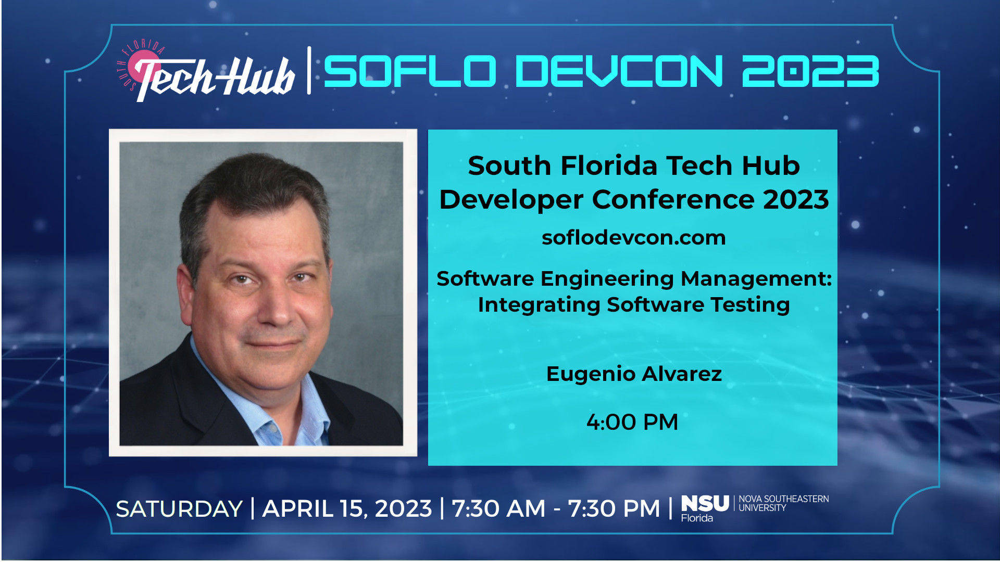 SOUTH FLORIDA
Tech Hub | SOFLO DEVCON 2023
South Florida Tech Hub
Developer Conference 2023
soflodevcon.com
Software Engineering Management:
Integrating Software Testing
Eugenio Alvarez
4:00 PM
SATURDAY | APRIL 15, 2023 | 7:30 AM - 7:30 PM |
NSU
Florida
NOVA SOUTHEASTERN
UNIVERSITY